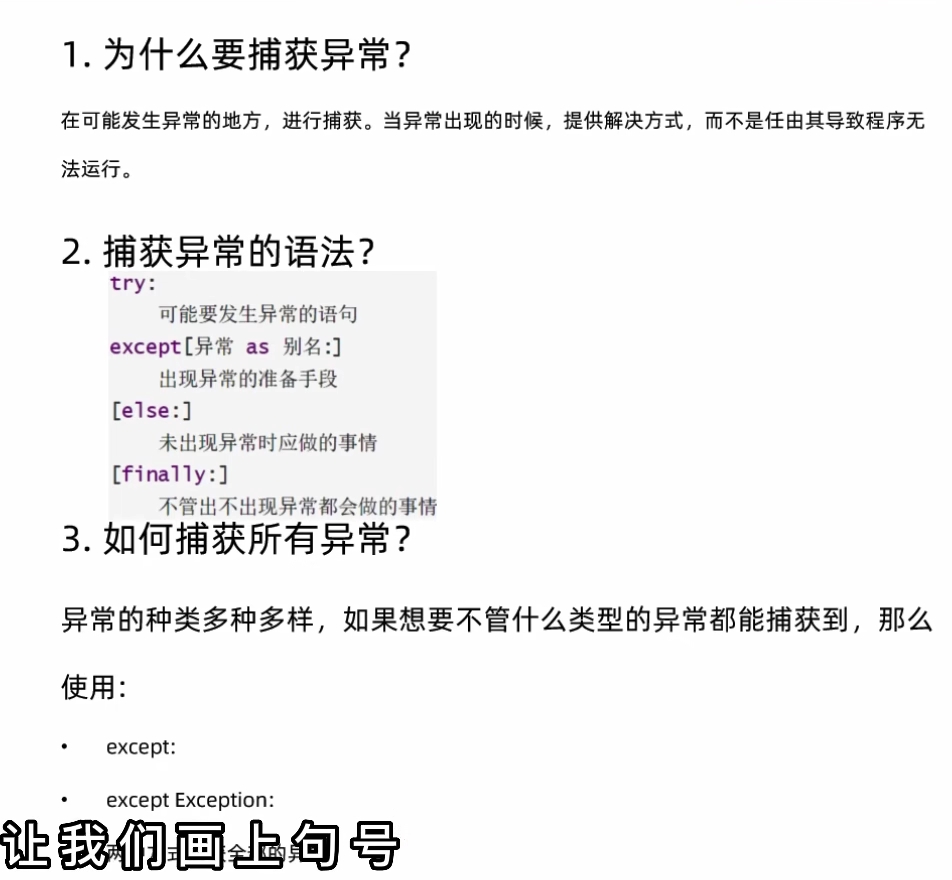 1. 为什么要捕获异常？
在可能发生异常的地方，进行捕获。当异常出现的时候，提供解决方式，而不是任由其导致程序无
法运行。
2. 捕获异常的语法？
try:
可能要发生异常的语句
except[异常 as 别名:]
出现异常的准备手段
[else:]
未出现异常时应做的事情
[finally:]
不管出不出现异常都会做的事情
3. 如何捕获所有异常？
异常的种类多种多样，如果想要不管什么类型的异常都能捕获到，那么
使用：
• except:
• except Exception:
让我们画上句号